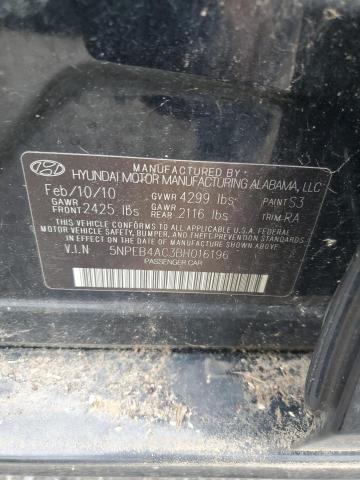 MANUFACTURED BY
HYUNDAI MOTOR MANUFACTURING ALABAMA, LLC
Feb/10/10 GVWR 4299 lbs PAINT S3
GAWR FRONT 2425 lbs GAWR REAR 2116 lbs TRIM RA
THIS VEHICLE CONFORMS TO ALL APPLICABLE U.S.A FEDERAL
MOTOR VEHICLE SAFETY, BUMPER, AND THEFT PREVENTION STANDARDS
IN EFFECT ON THE DATE OF MANUFACTURE SHOWN ABOVE
V.I.N 5NPEB4AC3BH016196
PASSENGER CAR